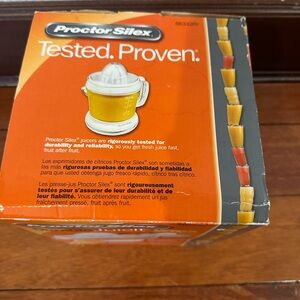 Proctor Silex®
Tested. Proven.®
Proctor Silex® juicers are rigorously tested for
durability and reliability, so you get fresh juice fast,
fruit after fruit.
Los exprimidores de cítricos Proctor Silex® son sometidos a
las más rigurosas pruebas de durabilidad y fiabilidad
para que usted obtenga jugo fresco rápido, cítrico tras cítrico.
Les presse-jus Proctor Silex® sont rigoureusement
testés pour s'assurer de leur durabilité et de
leur fiabilité. Vous obtiendrez rapidement un jus
fraîchement pressé, fruit après fruit.